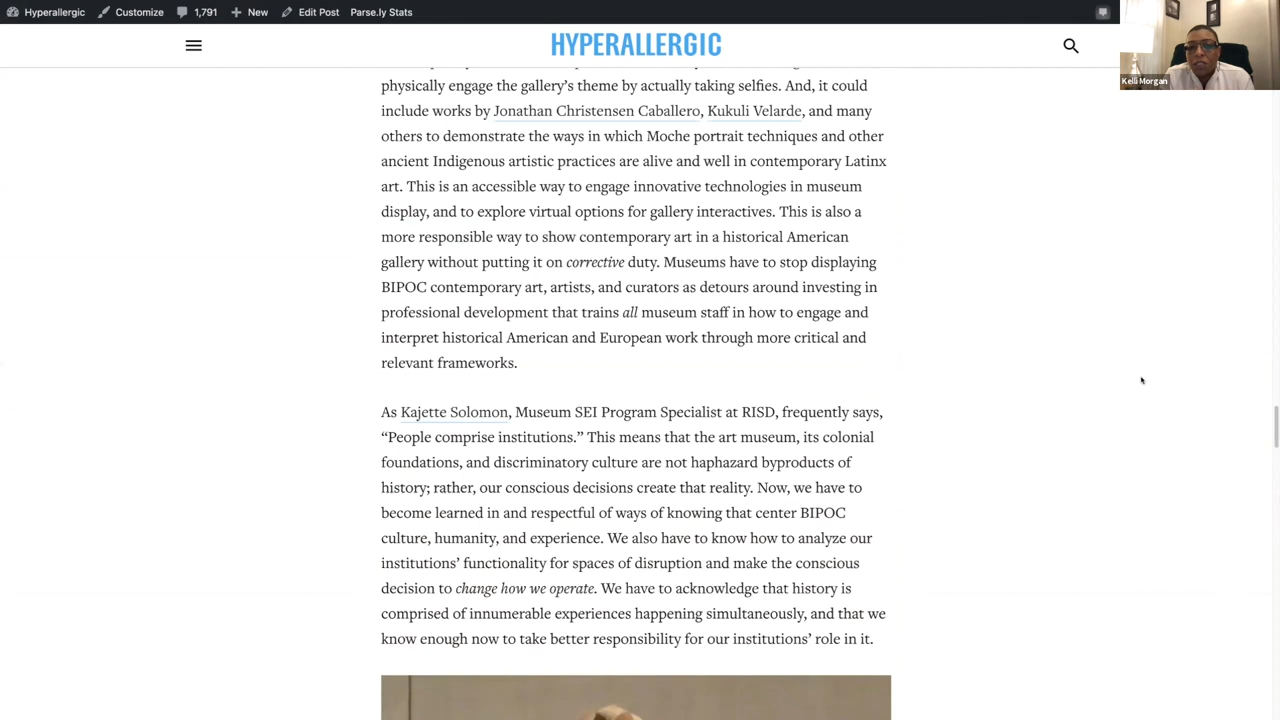 Hyperallergic Customize 1,791 New Edit Post Parse.ly Stats
HYPERALLERGIC
Kelli Morgan
physically engage the gallery’s theme by actually taking selfies. And, it could
include works by Jonathan Christensen Caballero, Kukuli Velarde, and many
others to demonstrate the ways in which Moche portrait techniques and other
ancient Indigenous artistic practices are alive and well in contemporary Latinx
art. This is an accessible way to engage innovative technologies in museum
display, and to explore virtual options for gallery interactives. This is also a
more responsible way to show contemporary art in a historical American
gallery without putting it on corrective duty. Museums have to stop displaying
BIPOC contemporary art, artists, and curators as detours around investing in
professional development that trains all museum staff in how to engage and
interpret historical American and European work through more critical and
relevant frameworks.
As Kajette Solomon, Museum SEI Program Specialist at RISD, frequently says,
“People comprise institutions.” This means that the art museum, its colonial
foundations, and discriminatory culture are not haphazard byproducts of
history; rather, our conscious decisions create that reality. Now, we have to
become learned in and respectful of ways of knowing that center BIPOC
culture, humanity, and experience. We also have to know how to analyze our
institutions’ functionality for spaces of disruption and make the conscious
decision to change how we operate. We have to acknowledge that history is
comprised of innumerable experiences happening simultaneously, and that we
know enough now to take better responsibility for our institutions’ role in it.